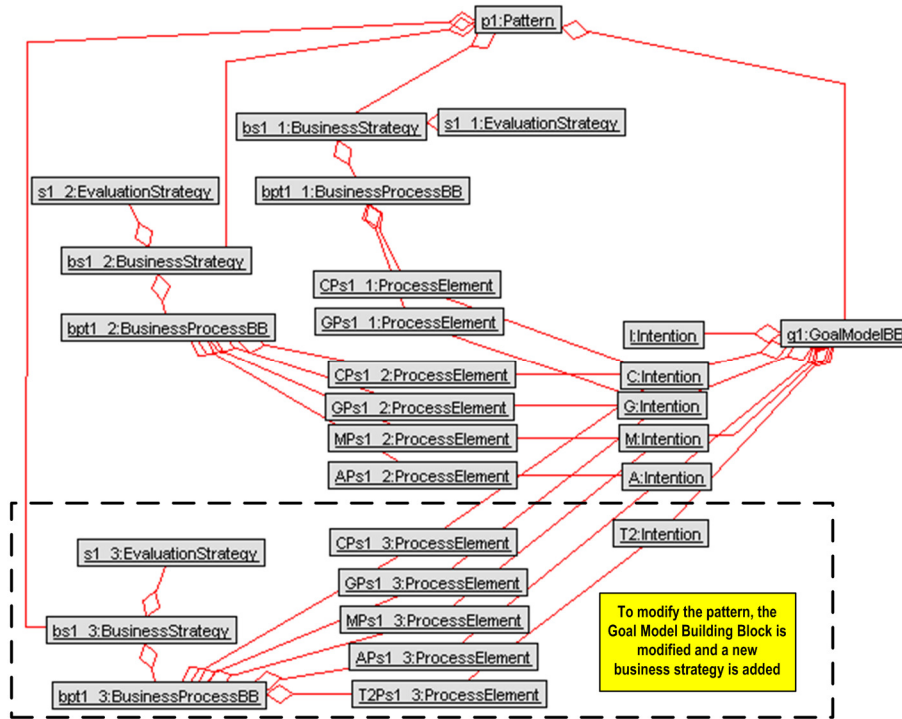 p1:Pattern
bs1_1:BusinessStrategy
s1_1:EvaluationStrategy
s1_2:EvaluationStrategy
bpt1_1:BusinessProcessBB
bs1_2:BusinessStrategy
CPs1_1:ProcessElement
bpt1_2:BusinessProcessBB
GPs1_1:ProcessElement
I:Intention
g1:GoalModelBB
CPs1_2:ProcessElement
C:Intention
GPs1_2:ProcessElement
G:Intention
MPs1_2:ProcessElement
M:Intention
APs1_2:ProcessElement
A:Intention
CPs1_3:ProcessElement
T2:Intention
s1_3:EvaluationStrategy
GPs1_3:ProcessElement
MPs1_3:ProcessElement
bs1_3:BusinessStrategy
APs1_3:ProcessElement
bpt1_3:BusinessProcessBB
T2Ps1_3:ProcessElement
To modify the pattern, the
Goal Model Building Block is
modified and a new
business strategy is added